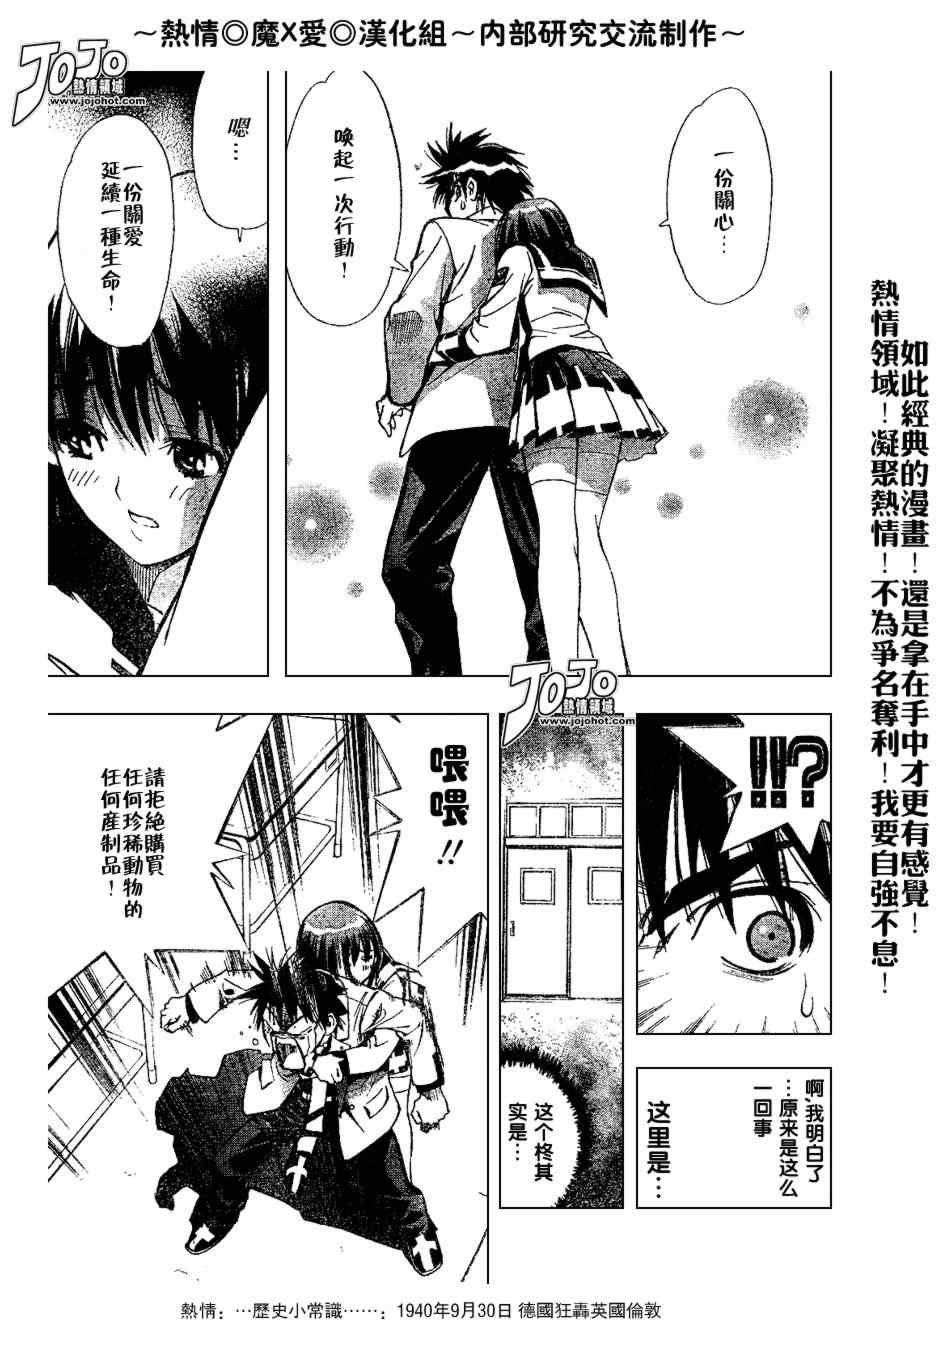 ～熱情◎魔X愛◎漢化組～内部研究交流制作～
JOJO
熱情領域
www.jojohot.com
一份關心…
喚起一次行動！
嗯…
一份關愛
延續一種生命！
如此經典的漫畫！還是拿在手中才更有感覺！
熱情領域！凝聚熱情！不為爭名奪利！我要自強不息！
!!?
JOJO
熱情領域
www.jojohot.com
啊,我明白了
…原来是这么
一回事
这里是…
这个柊其
实是…
喂
喂
!!
請拒絕購買
任何珍稀動物的
任何産制品！
熱情：…歷史小常識……：1940年9月30日 德國狂轟英國倫敦